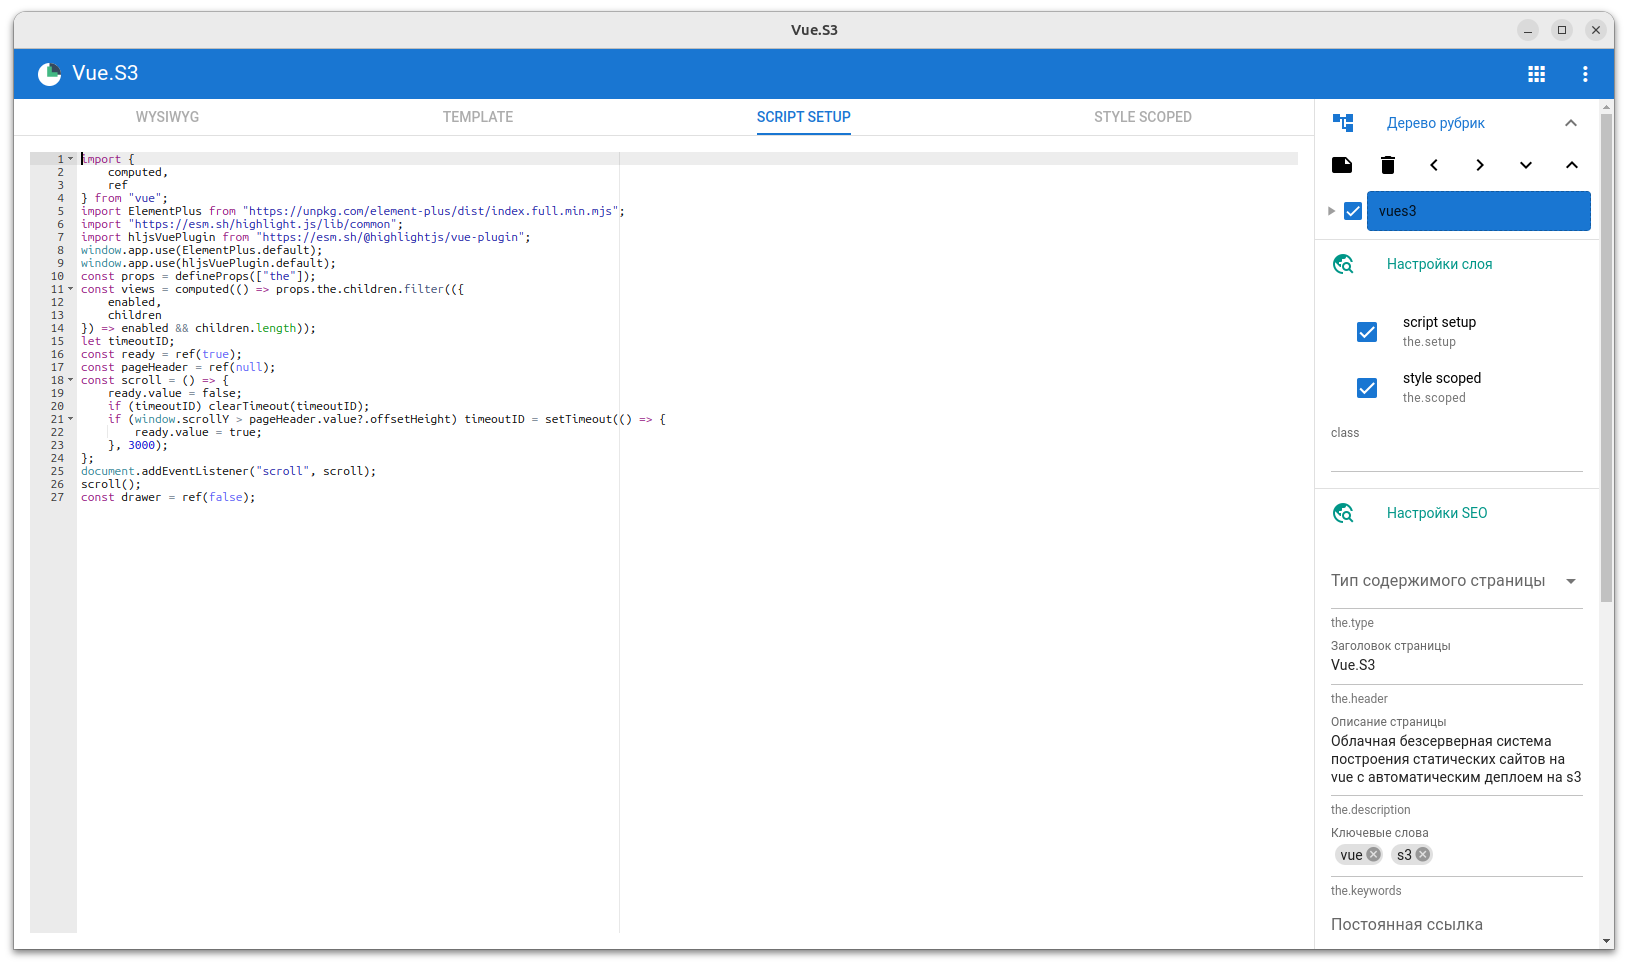 Vue.S3
Vue.S3
WYSIWYG
TEMPLATE
SCRIPT SETUP
STYLE SCOPED
1 import {
2     computed,
3     ref
4 } from "vue";
5 import ElementPlus from "https://unpkg.com/element-plus/dist/index.full.min.mjs";
6 import "https://esm.sh/highlight.js/lib/common";
7 import hljsVuePlugin from "https://esm.sh/@highlightjs/vue-plugin";
8 window.app.use(ElementPlus.default);
9 window.app.use(hljsVuePlugin.default);
10 const props = defineProps(["the"]);
11 const views = computed(() => props.the.children.filter(({
12     enabled,
13     children
14 }) => enabled && children.length));
15 let timeoutID;
16 const ready = ref(true);
17 const pageHeader = ref(null);
18 const scroll = () => {
19     ready.value = false;
20     if (timeoutID) clearTimeout(timeoutID);
21     if (window.scrollY > pageHeader.value?.offsetHeight) timeoutID = setTimeout(() => {
22         ready.value = true;
23     }, 3000);
24 };
25 document.addEventListener("scroll", scroll);
26 scroll();
27 const drawer = ref(false);
Дерево рубрик
vues3
Настройки слоя
script setup
the.setup
style scoped
the.scoped
class
Настройки SEO
Тип содержимого страницы
the.type
Заголовок страницы
Vue.S3
the.header
Описание страницы
Облачная безсерверная система
построения статических сайтов на
vue с автоматическим деплоем на s3
the.description
Ключевые слова
vue s3
the.keywords
Постоянная ссылка